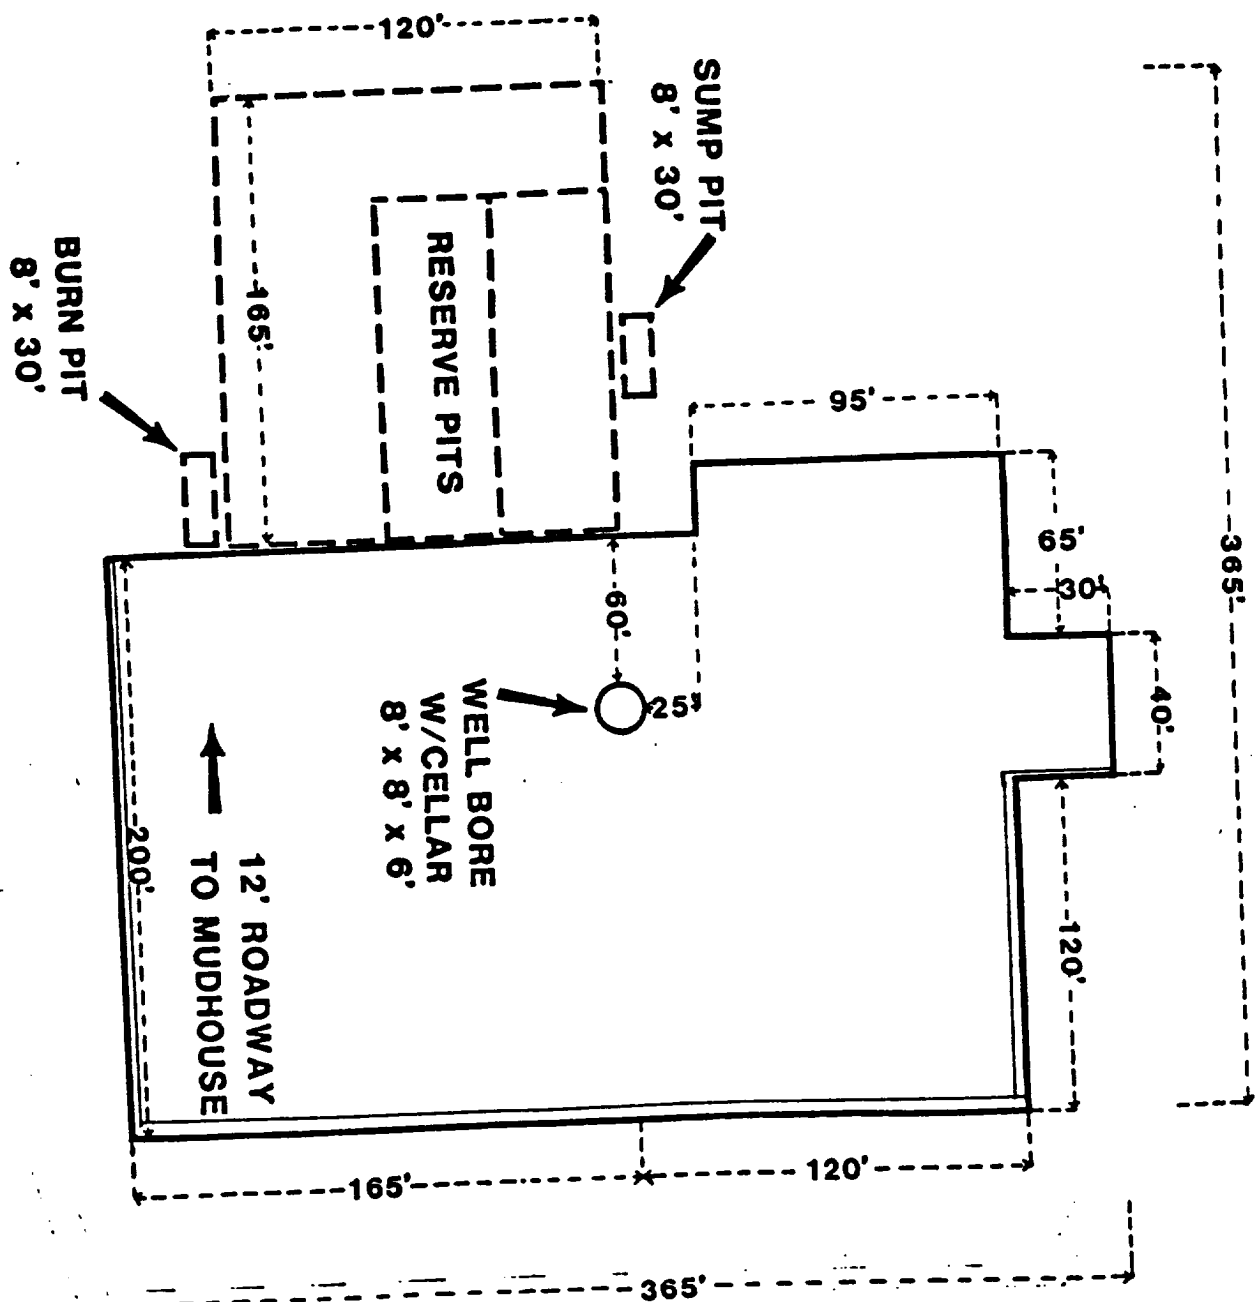 120'
SUMP PIT
8' x 30'
165'
RESERVE PITS
BURN PIT
8' x 30'
95'
65'
30'
365'
40'
60'
25'
WELL BORE
W/CELLAR
8' x 8' x 6'
200'
12' ROADWAY
TO MUDHOUSE
120'
165'
120'
365'